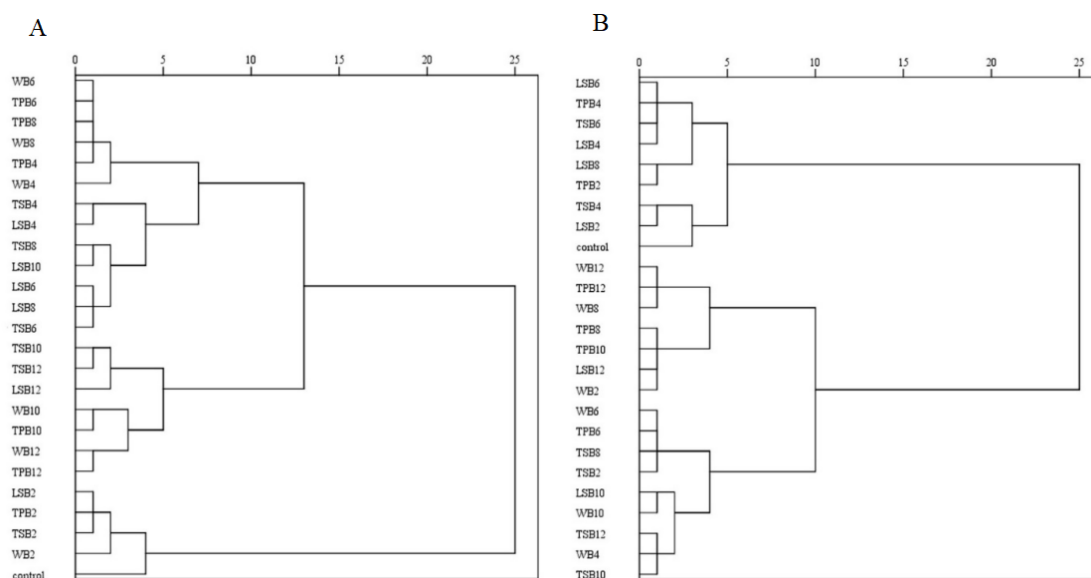 A
0 5 10 15 20 25
WB6
TPB6
TPB8
WB8
TPB4
WB4
TSB4
LSB4
TSB8
LSB10
LSB6
LSB8
TSB6
TSB10
TSB12
LSB12
WB10
TPB10
WB12
TPB12
LSB2
TPB2
TSB2
WB2
control
B
0 5 10 15 20 25
LSB6
TPB4
TSB6
LSB4
LSB8
TPB2
TSB4
LSB2
control
WB12
TPB12
WB8
TPB8
TPB10
LSB12
WB2
WB6
TPB6
TSB8
TSB2
LSB10
WB10
TSB12
WB4
TSB10